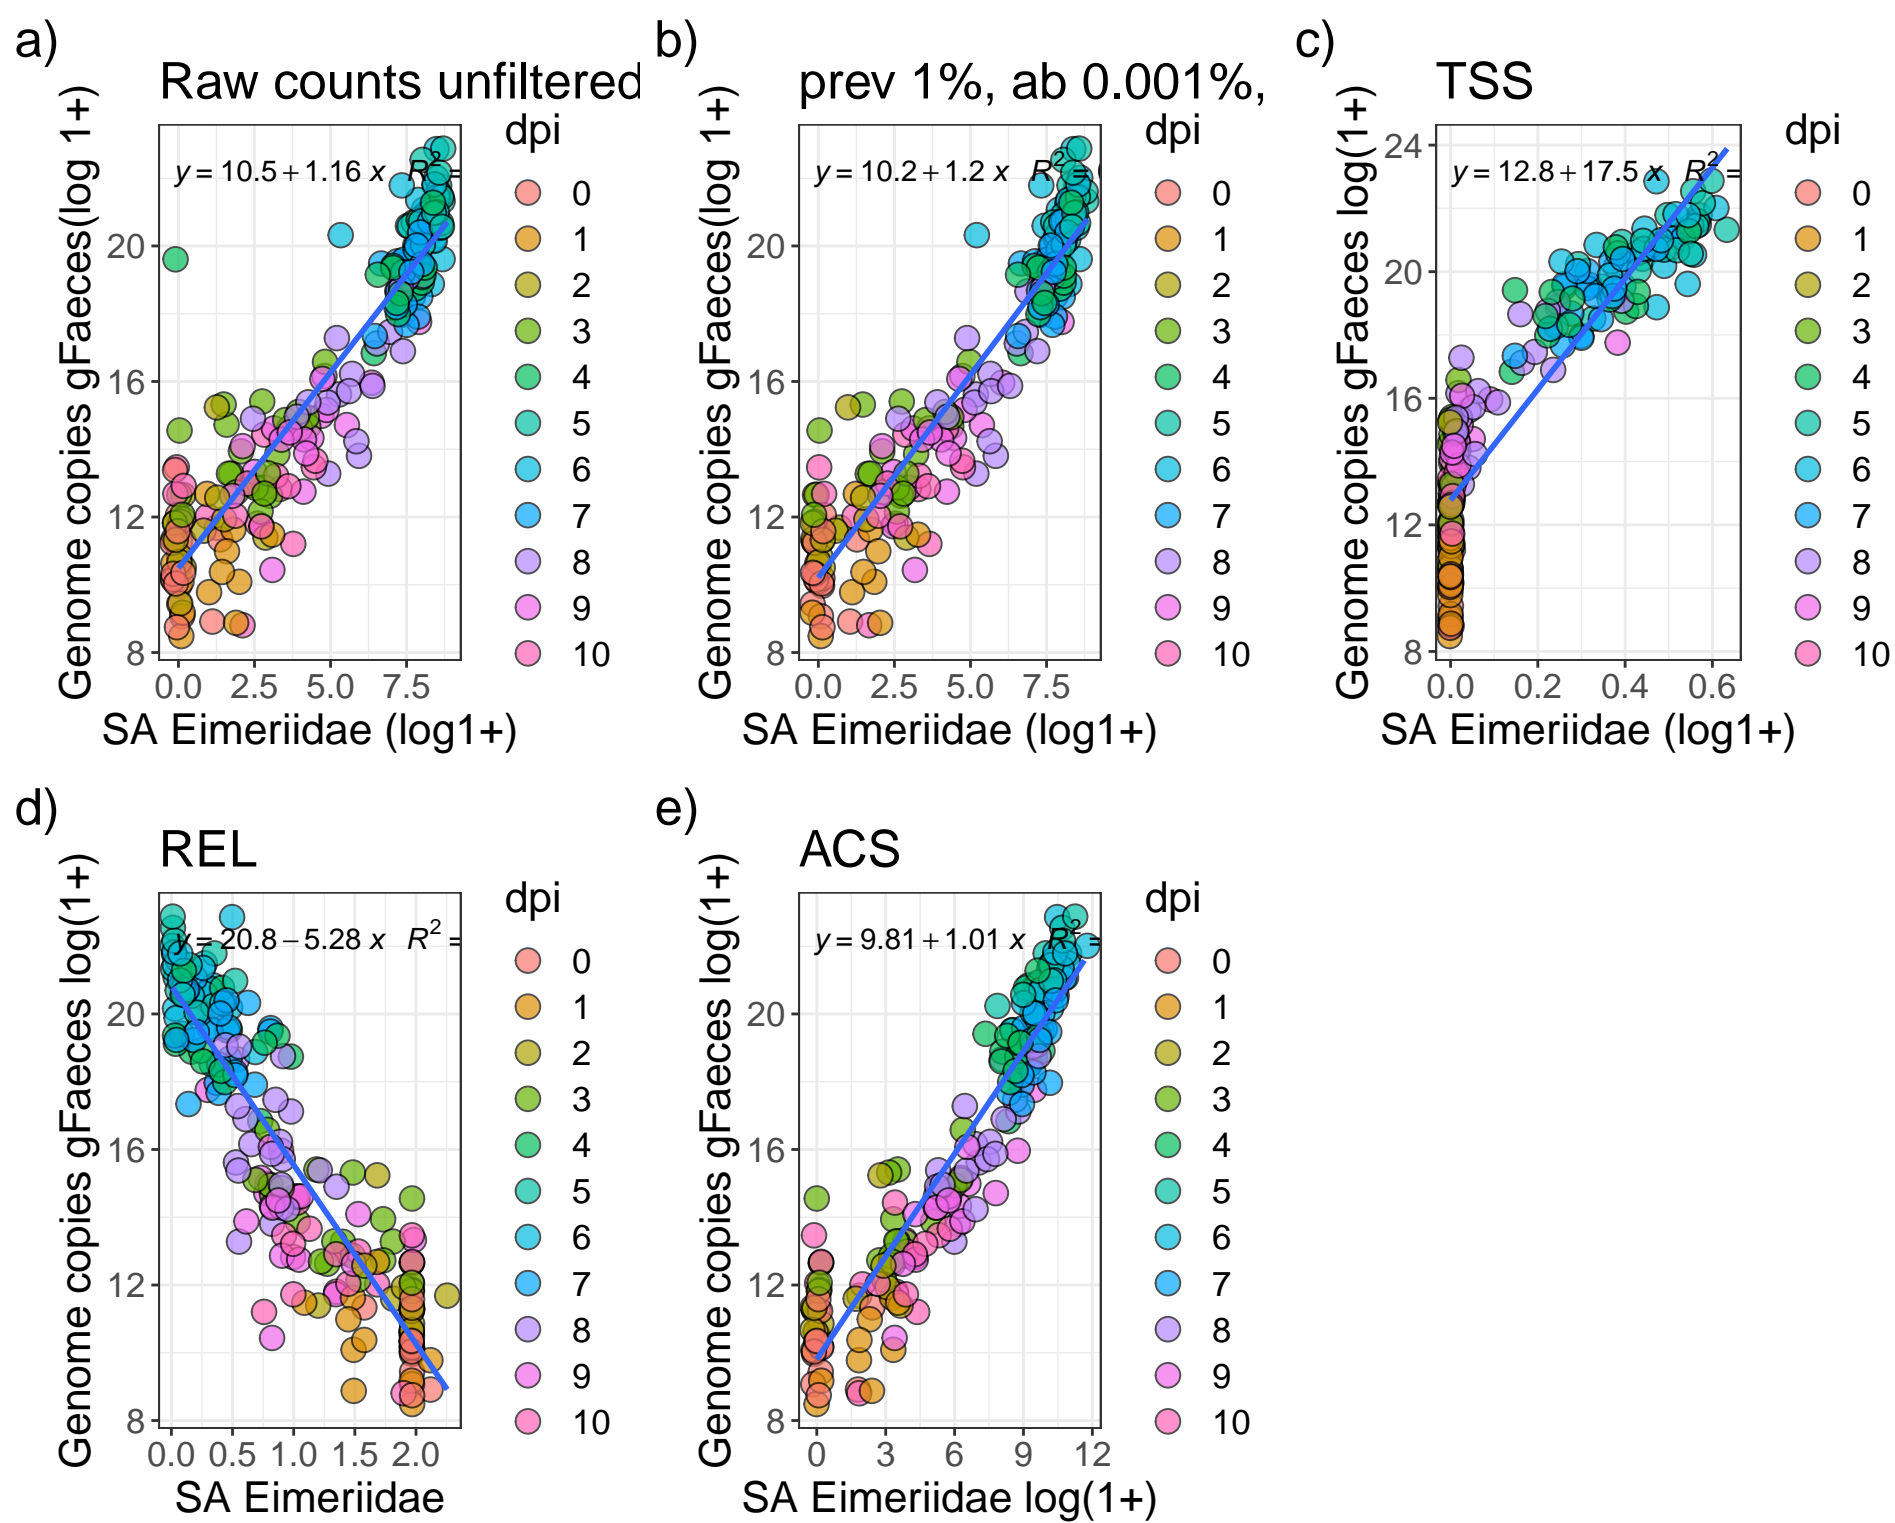 a)
Raw counts unfiltered
Genome copies gFaeces(log 1+)
y = 10.5 + 1.16 x R² =
20
16
12
8
0.0 2.5 5.0 7.5
SA Eimeriidae (log1+)
dpi
0
1
2
3
4
5
6
7
8
9
10
b)
prev 1%, ab 0.001%,
Genome copies gFaeces(log 1+)
y = 10.2 + 1.2 x R² =
20
16
12
8
0.0 2.5 5.0 7.5
SA Eimeriidae (log1+)
dpi
0
1
2
3
4
5
6
7
8
9
10
c)
TSS
Genome copies gFaeces log(1+)
y = 12.8 + 17.5 x R² =
24
20
16
12
8
0.0 0.2 0.4 0.6
SA Eimeriidae (log1+)
dpi
0
1
2
3
4
5
6
7
8
9
10
d)
REL
Genome copies gFaeces log(1+)
y = 20.8 − 5.28 x R² =
20
16
12
8
0.0 0.5 1.0 1.5 2.0
SA Eimeriidae
dpi
0
1
2
3
4
5
6
7
8
9
10
e)
ACS
Genome copies gFaeces log(1+)
y = 9.81 + 1.01 x R² =
20
16
12
8
0 3 6 9 12
SA Eimeriidae log(1+)
dpi
0
1
2
3
4
5
6
7
8
9
10